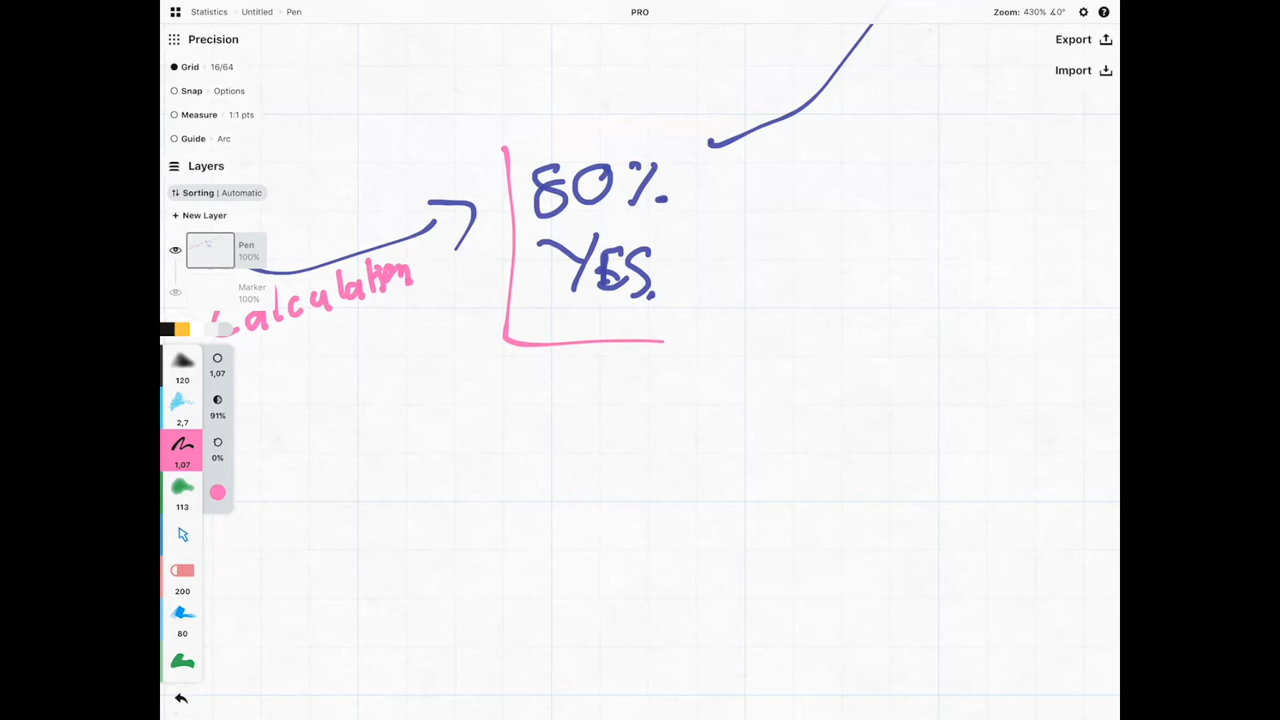 Statistics Untitled Pen
PRO
Zoom: 430% ∡0°
Precision
Grid 16/64
Snap Options
Measure 1:1 pts
Guide Arc
Layers
Sorting | Automatic
+ New Layer
Pen
100%
Marker
100%
Export
Import
80%.
YES.
Calculation
120
2,7
1,07
113
200
80
1,07
91%
0%